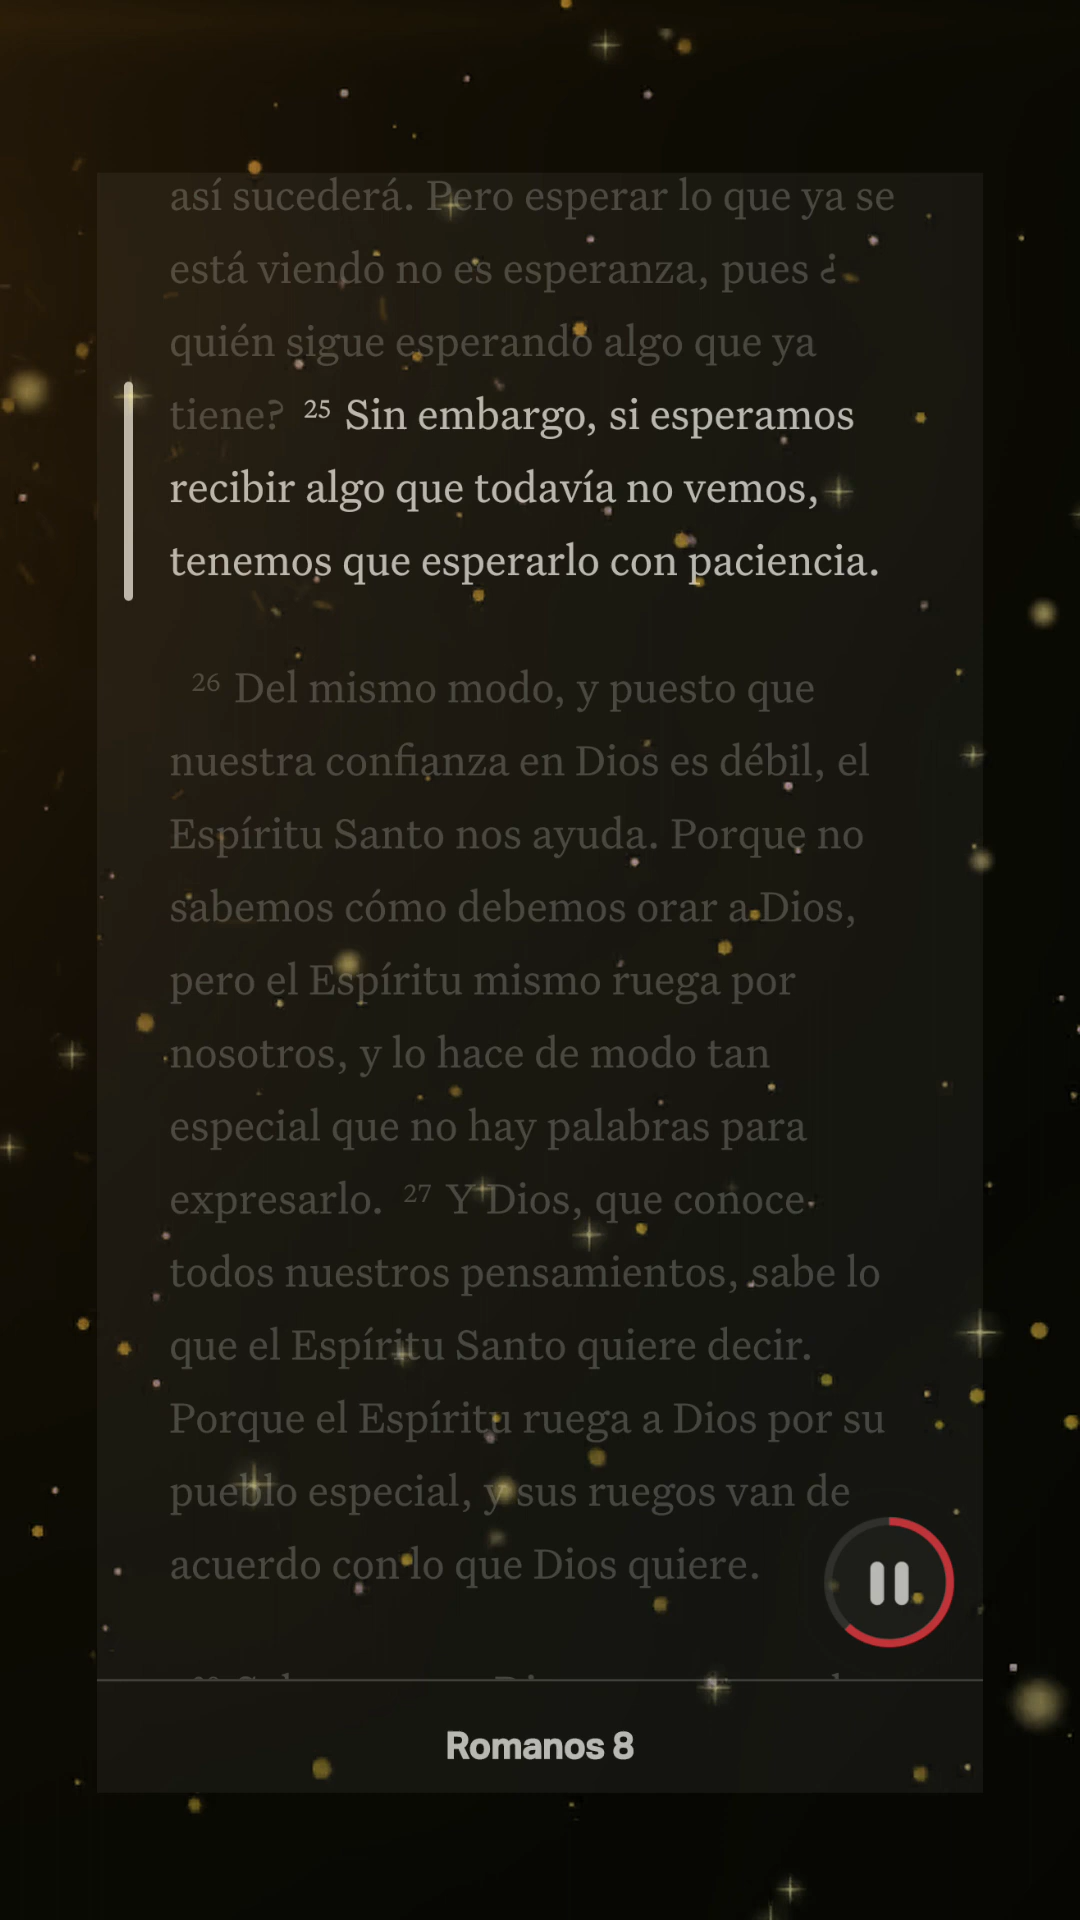 así sucederá. Pero esperar lo que ya se
está viendo no es esperanza, pues ¿
quién sigue esperando algo que ya
tiene? 25 Sin embargo, si esperamos
recibir algo que todavía no vemos,
tenemos que esperarlo con paciencia.
26 Del mismo modo, y puesto que
nuestra confianza en Dios es débil, el
Espíritu Santo nos ayuda. Porque no
sabemos cómo debemos orar a Dios,
pero el Espíritu mismo ruega por
nosotros, y lo hace de modo tan
especial que no hay palabras para
expresarlo. 27 Y Dios, que conoce
todos nuestros pensamientos, sabe lo
que el Espíritu Santo quiere decir.
Porque el Espíritu ruega a Dios por su
pueblo especial, y sus ruegos van de
acuerdo con lo que Dios quiere.
Romanos 8